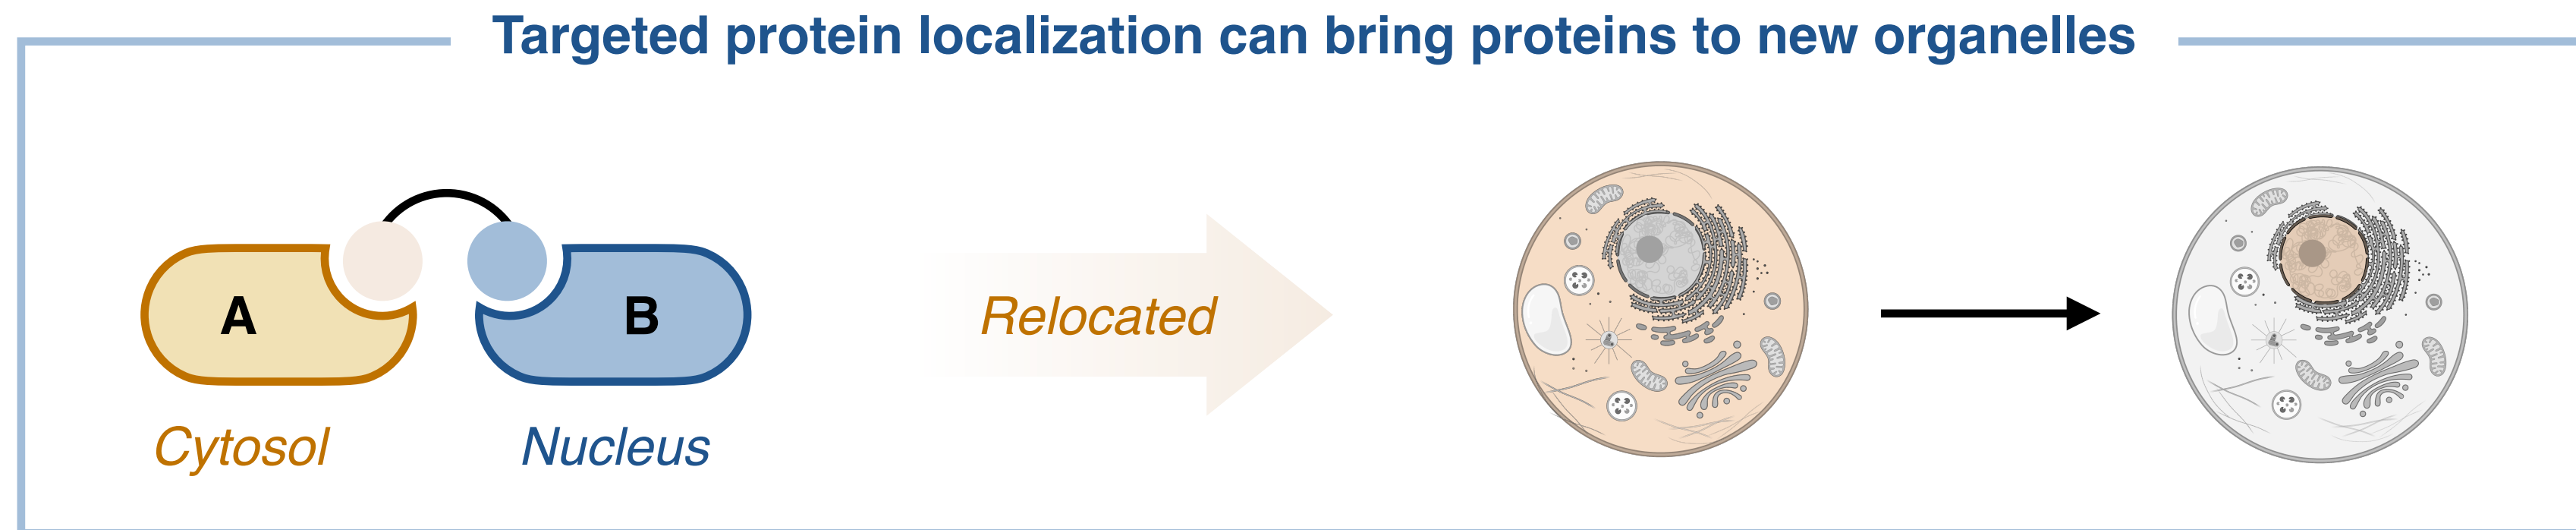 Targeted protein localization can bring proteins to new organelles
A
B
Relocated
Cytosol
Nucleus